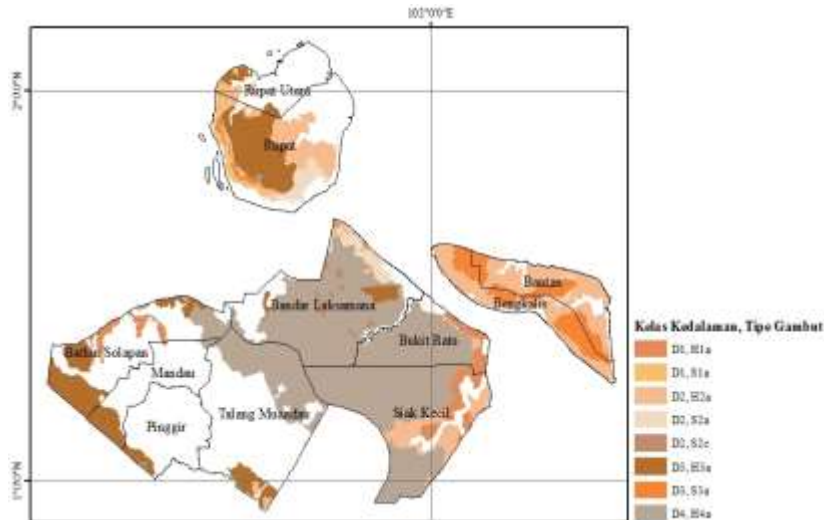 102°0'0"E
2°0'0"N
Rupat Utara
Rupat
Bantan
Bengkalis
Bandar Laksamana
Bukit Batu
Bathin Solapan
Mandau
Siak Kecil
Talang Muandau
Pinggir
1°0'0"N
Kelas Kedalaman, Tipo Gambut
D1, H1a
D1, S1a
D2, H2a
D2, S2a
D2, S2c
D3, H3a
D3, S3a
D4, H4a